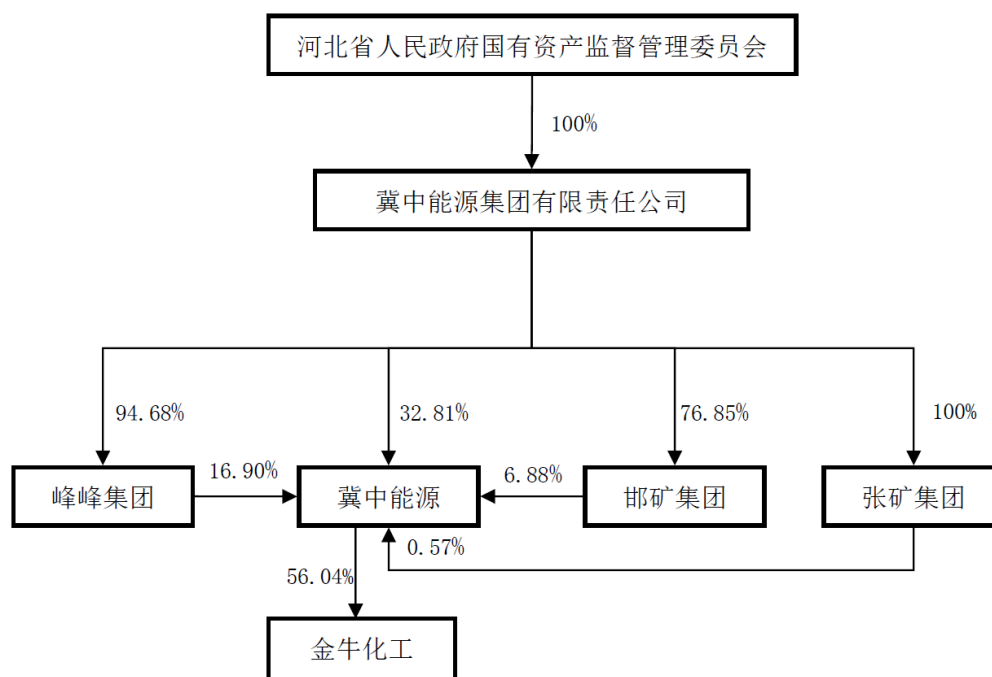 河北省人民政府国有资产监督管理委员会
100%
冀中能源集团有限责任公司
94.68%
32.81%
76.85%
100%
峰峰集团
16.90%
冀中能源
6.88%
邯矿集团
张矿集团
0.57%
56.04%
金牛化工